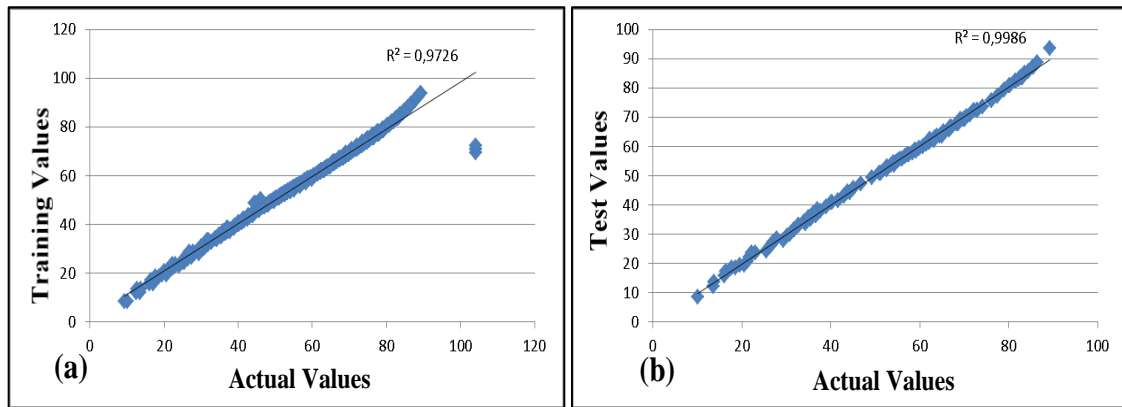 120
100
80
60
40
20
0
Training Values
R² = 0,9726
0 20 40 60 80 100 120
(a)
Actual Values
100
90
80
70
60
50
40
30
20
10
0
Test Values
R² = 0,9986
0 20 40 60 80 100
(b)
Actual Values